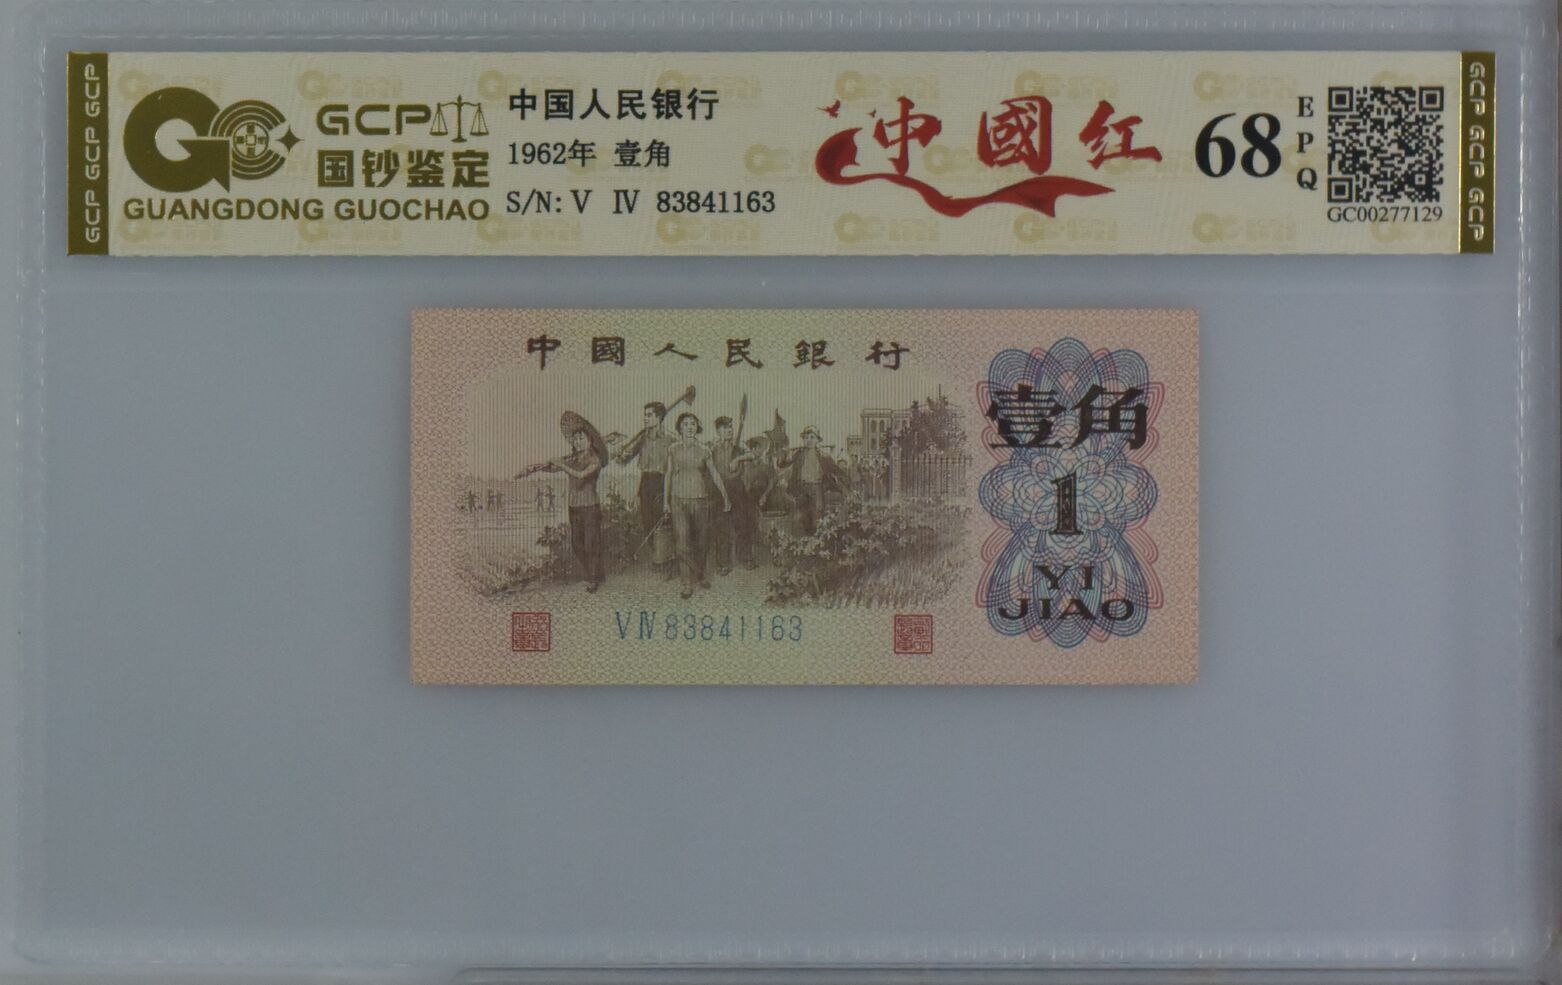 GCP GCP GCP
GCP
国钞鉴定
GUANGDONG GUOCHAO
中国人民银行
1962年 壹角
S/N: V IV 83841163
中國红
68
EPQ
GC00277129
GCP GCP GCP
中國人民銀行
壹角
1
YI
JIAO
V IV 83841163